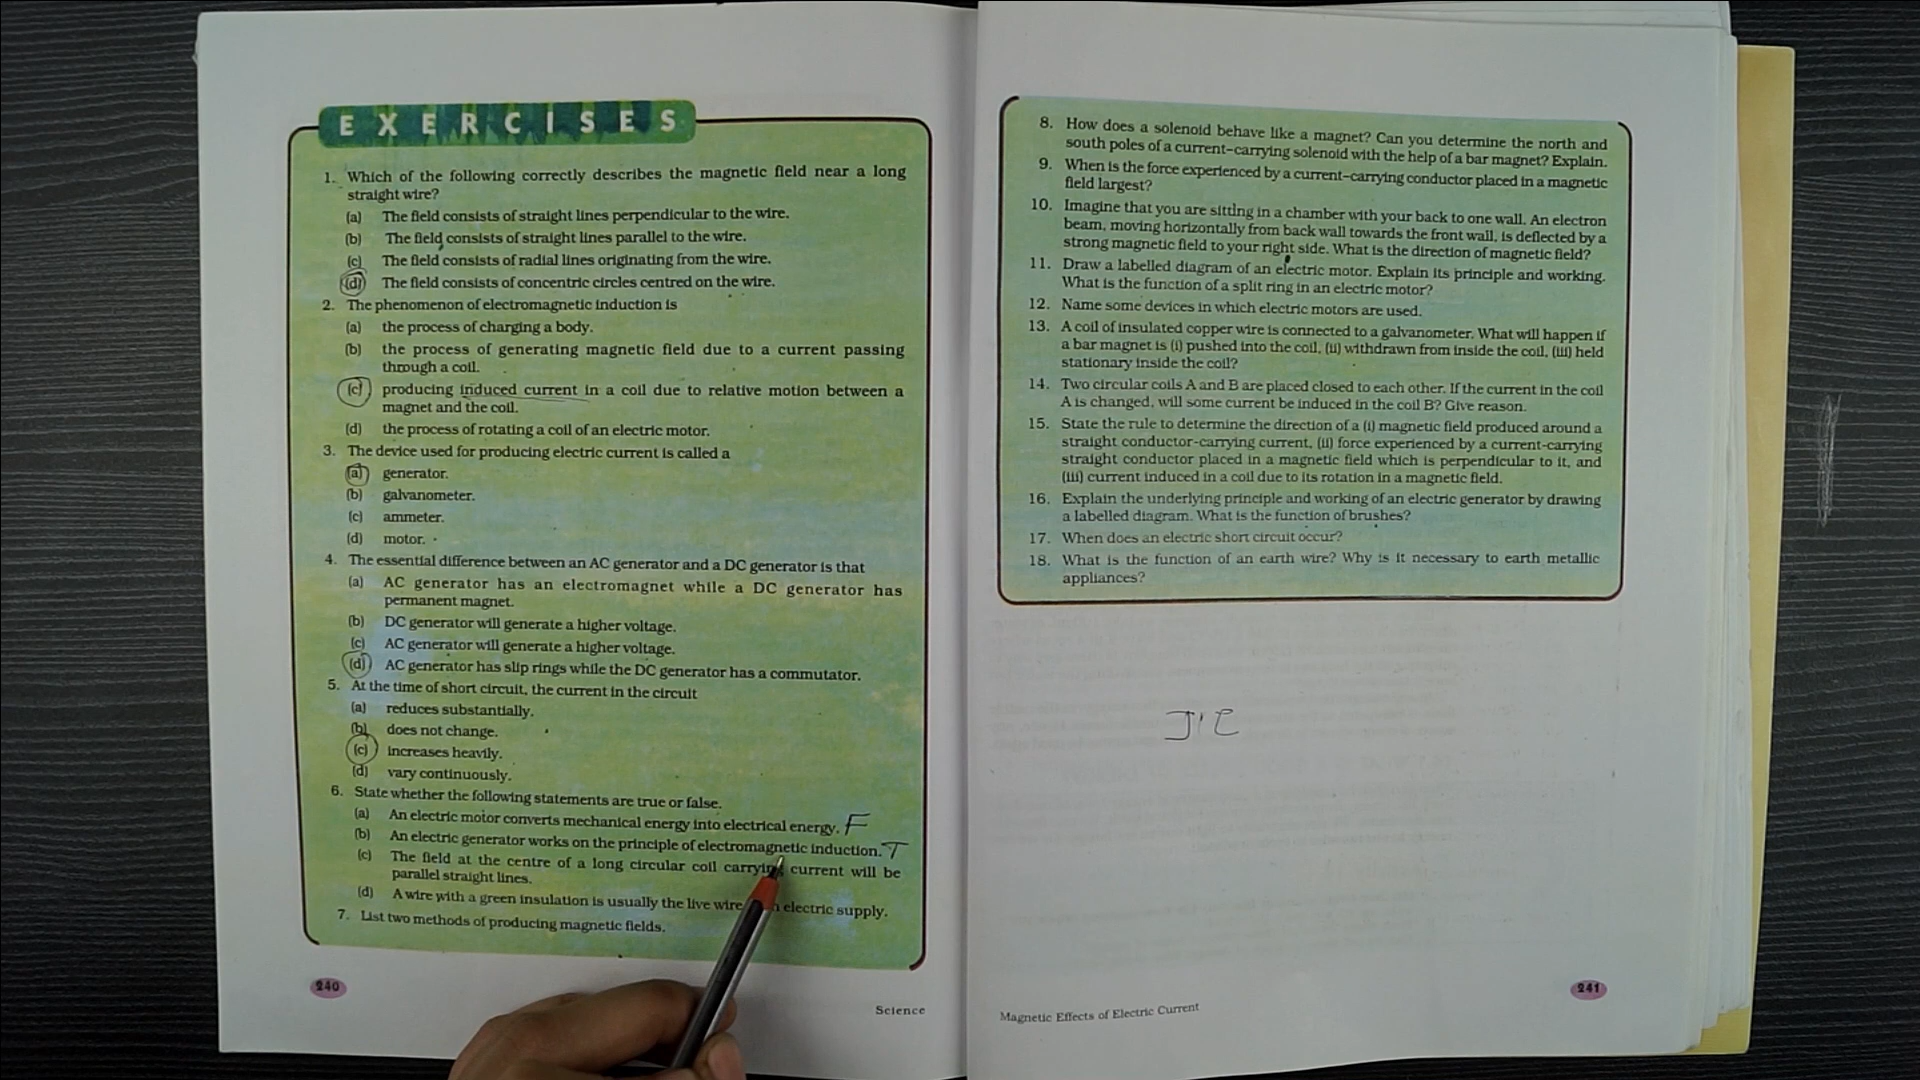 EXERCISES
1. Which of the following correctly describes the magnetic field near a long
straight wire?
(a) The field consists of straight lines perpendicular to the wire.
(b) The field consists of straight lines parallel to the wire.
(c) The field consists of radial lines originating from the wire.
(d) The field consists of concentric circles centred on the wire.
2. The phenomenon of electromagnetic induction is
(a) the process of charging a body.
(b) the process of generating magnetic field due to a current passing
through a coil.
(c) producing induced current in a coil due to relative motion between a
magnet and the coil.
(d) the process of rotating a coil of an electric motor.
3. The device used for producing electric current is called a
(a) generator.
(b) galvanometer.
(c) ammeter.
(d) motor.
4. The essential difference between an AC generator and a DC generator is that
(a) AC generator has an electromagnet while a DC generator has
permanent magnet.
(b) DC generator will generate a higher voltage.
(c) AC generator will generate a higher voltage.
(d) AC generator has slip rings while the DC generator has a commutator.
5. At the time of short circuit, the current in the circuit
(a) reduces substantially.
(b) does not change.
(c) increases heavily.
(d) vary continuously.
6. State whether the following statements are true or false.
(a) An electric motor converts mechanical energy into electrical energy. F
(b) An electric generator works on the principle of electromagnetic induction. T
(c) The field at the centre of a long circular coil carrying current will be
parallel straight lines.
(d) A wire with a green insulation is usually the live wire electric supply.
7. List two methods of producing magnetic fields.
240
Science
8. How does a solenoid behave like a magnet? Can you determine the north and
south poles of a current–carrying solenoid with the help of a bar magnet? Explain.
9. When is the force experienced by a current–carrying conductor placed in a magnetic
field largest?
10. Imagine that you are sitting in a chamber with your back to one wall. An electron
beam, moving horizontally from back wall towards the front wall, is deflected by a
strong magnetic field to your right side. What is the direction of magnetic field?
11. Draw a labelled diagram of an electric motor. Explain its principle and working.
What is the function of a split ring in an electric motor?
12. Name some devices in which electric motors are used.
13. A coil of insulated copper wire is connected to a galvanometer. What will happen if
a bar magnet is (i) pushed into the coil, (ii) withdrawn from inside the coil, (iii) held
stationary inside the coil?
14. Two circular coils A and B are placed closed to each other. If the current in the coil
A is changed, will some current be induced in the coil B? Give reason.
15. State the rule to determine the direction of a (i) magnetic field produced around a
straight conductor-carrying current, (ii) force experienced by a current-carrying
straight conductor placed in a magnetic field which is perpendicular to it, and
(iii) current induced in a coil due to its rotation in a magnetic field.
16. Explain the underlying principle and working of an electric generator by drawing
a labelled diagram. What is the function of brushes?
17. When does an electric short circuit occur?
18. What is the function of an earth wire? Why is it necessary to earth metallic
appliances?
Magnetic Effects of Electric Current
241